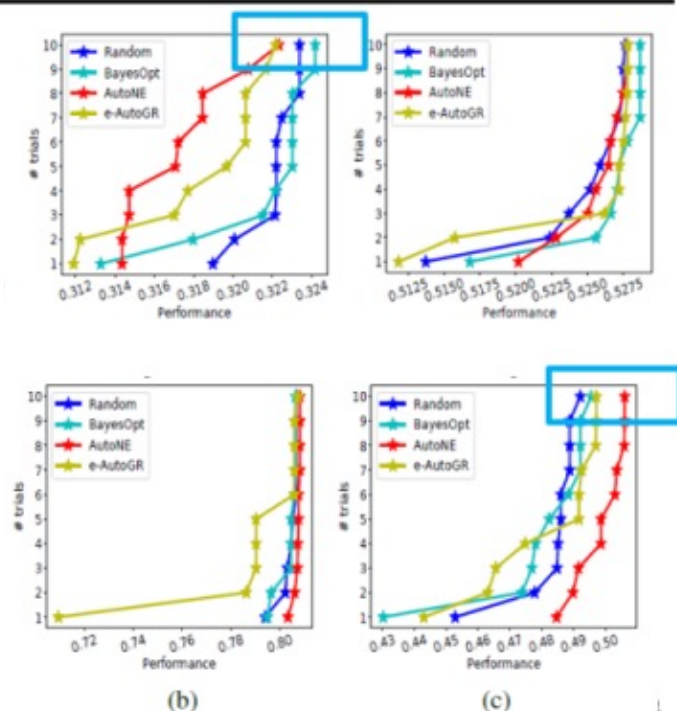 10
9
8
7
6
5
4
3
2
1
# trials
Random
BayesOpt
AutoNE
e-AutoGR
0.312 0.314 0.316 0.318 0.320 0.322 0.324
Performance
10
9
8
7
6
5
4
3
2
1
# trials
Random
BayesOpt
AutoNE
e-AutoGR
0.5125 0.5150 0.5175 0.5200 0.5225 0.5250 0.5275
Performance
10
9
8
7
6
5
4
3
2
1
# trials
Random
BayesOpt
AutoNE
e-AutoGR
0.72 0.74 0.76 0.78 0.80
Performance
(b)
10
9
8
7
6
5
4
3
2
1
# trials
Random
BayesOpt
AutoNE
e-AutoGR
0.43 0.44 0.45 0.46 0.47 0.48 0.49 0.50
Performance
(c)